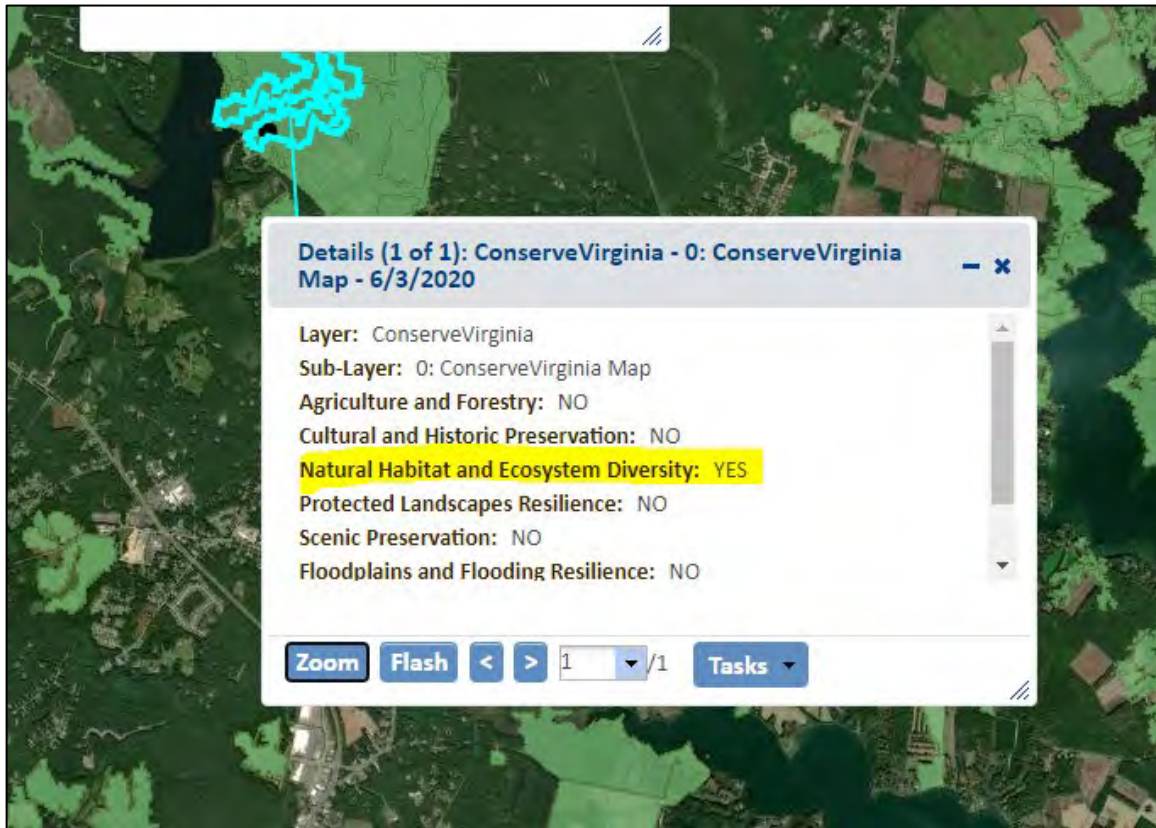 Details (1 of 1): ConserveVirginia - 0: ConserveVirginia
Map - 6/3/2020
Layer: ConserveVirginia
Sub-Layer: 0: ConserveVirginia Map
Agriculture and Forestry: NO
Cultural and Historic Preservation: NO
Natural Habitat and Ecosystem Diversity: YES
Protected Landscapes Resilience: NO
Scenic Preservation: NO
Floodplains and Flooding Resilience: NO
Zoom Flash < > 1 /1 Tasks